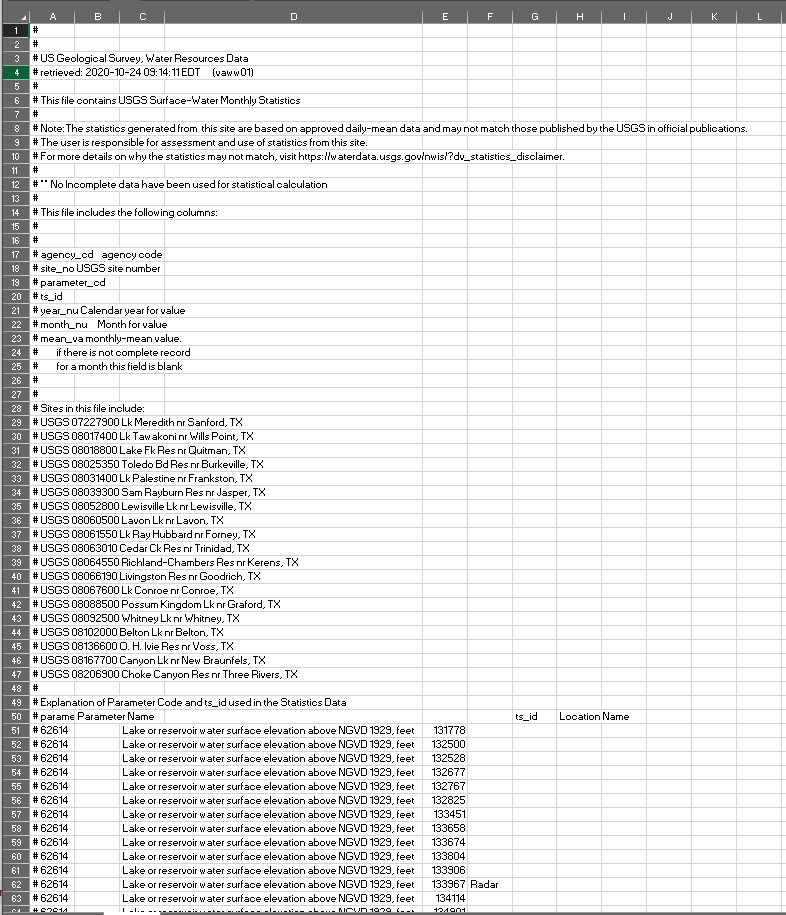 A B C D E F G H I J K L
1 #
2 #
3 # US Geological Survey, Water Resources Data
4 # retrieved: 2020-10-24 09:14:11 EDT (vaww01)
5 #
6 # This file contains USGS Surface-Water Monthly Statistics
7 #
8 # Note:The statistics generated from this site are based on approved daily-mean data and may not match those published by the USGS in official publications.
9 # The user is responsible for assessment and use of statistics from this site.
10 # For more details on why the statistics may not match, visit https://waterdata.usgs.gov/nwis/?dv_statistics_disclaimer.
11 #
12 # ** No Incomplete data have been used for statistical calculation
13 #
14 # This file includes the following columns:
15 #
16 #
17 # agency_cd agency code
18 # site_no USGS site number
19 # parameter_cd
20 # ts_id
21 # year_nu Calendar year for value
22 # month_nu Month for value
23 # mean_va monthly-mean value.
24 # if there is not complete record
25 # for a month this field is blank
26 #
27 #
28 # Sites in this file include:
29 # USGS 07227900 Lk Meredith nr Sanford, TX
30 # USGS 08017400 Lk Tawakoni nr Wills Point, TX
31 # USGS 08018800 Lake Fk Res nr Quitman, TX
32 # USGS 08025350 Toledo Bd Res nr Burkeville, TX
33 # USGS 08031400 Lk Palestine nr Frankston, TX
34 # USGS 08039300 Sam Rayburn Res nr Jasper, TX
35 # USGS 08052800 Lewisville Lk nr Lewisville, TX
36 # USGS 08060500 Lavon Lk nr Lavon, TX
37 # USGS 08061550 Lk Ray Hubbard nr Forney, TX
38 # USGS 08063010 Cedar Ck Res nr Trinidad, TX
39 # USGS 08064550 Richland-Chambers Res nr Kerens, TX
40 # USGS 08066190 Livingston Res nr Goodrich, TX
41 # USGS 08067600 Lk Conroe nr Conroe, TX
42 # USGS 08088500 Possum Kingdom Lk nr Graford, TX
43 # USGS 08092500 Whitney Lk nr Whitney, TX
44 # USGS 08102000 Belton Lk nr Belton, TX
45 # USGS 08136600 O. H. Ivie Res nr Voss, TX
46 # USGS 08167700 Canyon Lk nr New Braunfels, TX
47 # USGS 08206900 Choke Canyon Res nr Three Rivers, TX
48 #
49 # Explanation of Parameter Code and ts_id used in the Statistics Data
50 # parame Parameter Name ts_id Location Name
51 # 62614 Lake or reservoir water surface elevation above NGVD 1929, feet 131778
52 # 62614 Lake or reservoir water surface elevation above NGVD 1929, feet 132500
53 # 62614 Lake or reservoir water surface elevation above NGVD 1929, feet 132528
54 # 62614 Lake or reservoir water surface elevation above NGVD 1929, feet 132677
55 # 62614 Lake or reservoir water surface elevation above NGVD 1929, feet 132767
56 # 62614 Lake or reservoir water surface elevation above NGVD 1929, feet 132825
57 # 62614 Lake or reservoir water surface elevation above NGVD 1929, feet 133451
58 # 62614 Lake or reservoir water surface elevation above NGVD 1929, feet 133658
59 # 62614 Lake or reservoir water surface elevation above NGVD 1929, feet 133674
60 # 62614 Lake or reservoir water surface elevation above NGVD 1929, feet 133804
61 # 62614 Lake or reservoir water surface elevation above NGVD 1929, feet 133906
62 # 62614 Lake or reservoir water surface elevation above NGVD 1929, feet 133967 Radar
63 # 62614 Lake or reservoir water surface elevation above NGVD 1929, feet 134114